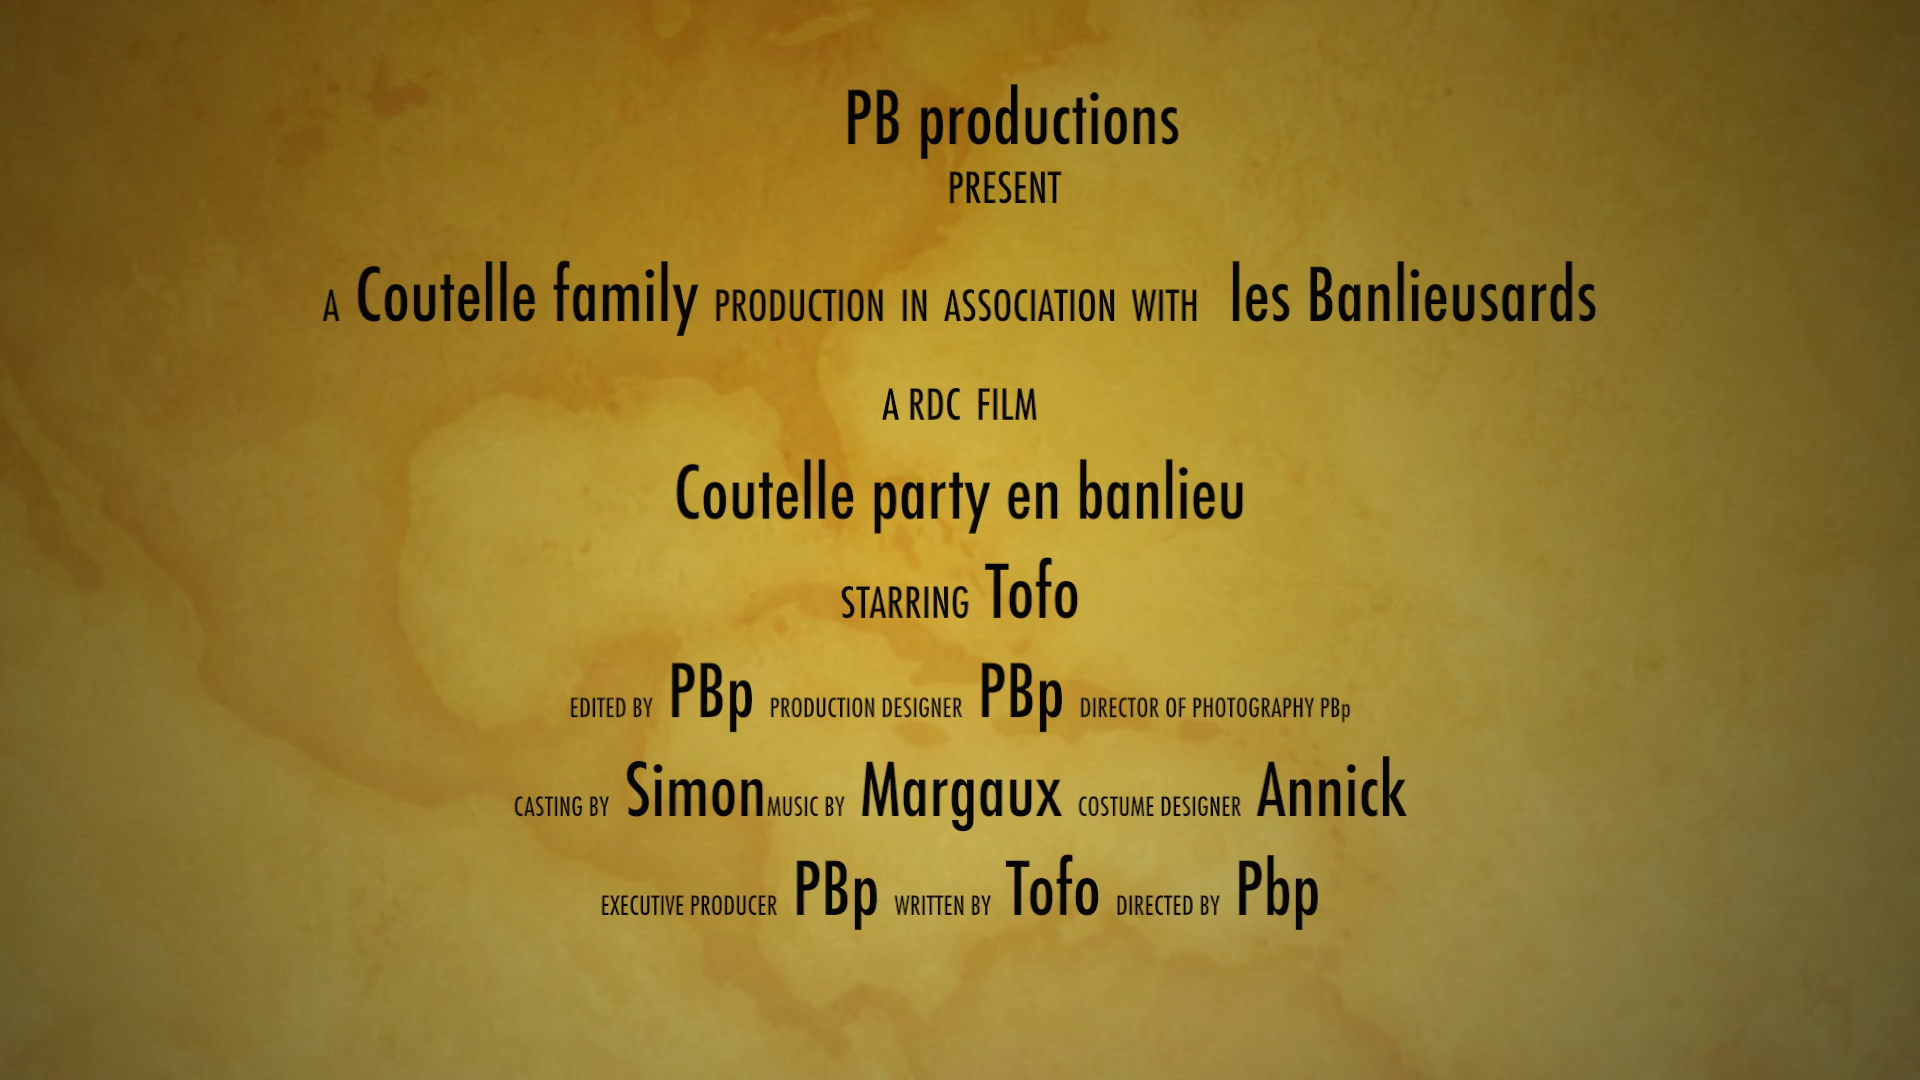 PB productions
PRESENT
A Coutelle family PRODUCTION IN ASSOCIATION WITH les Banlieusards
A RDC FILM
Coutelle party en banlieu
STARRING Tofo
EDITED BY PBp PRODUCTION DESIGNER PBp DIRECTOR OF PHOTOGRAPHY PBp
CASTING BY Simon MUSIC BY Margaux COSTUME DESIGNER Annick
EXECUTIVE PRODUCER PBp WRITTEN BY Tofo DIRECTED BY Pbp